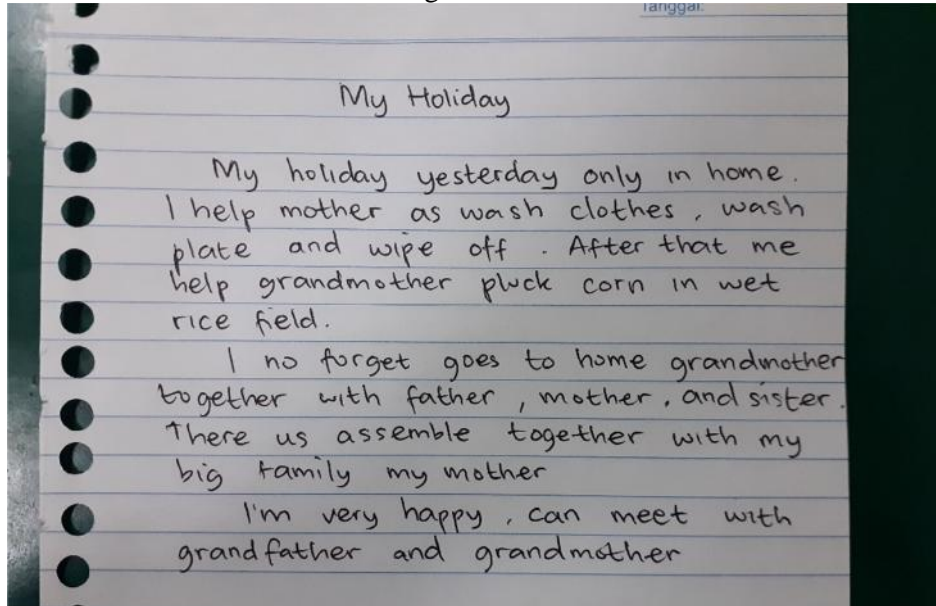 Tanggal:
My Holiday
My holiday yesterday only in home.
I help mother as wash clothes, wash
plate and wipe off. After that me
help grandmother pluck corn in wet
rice field.
I no forget goes to home grandmother
together with father, mother, and sister.
There us assemble together with my
big family my mother
I'm very happy, can meet with
grandfather and grandmother